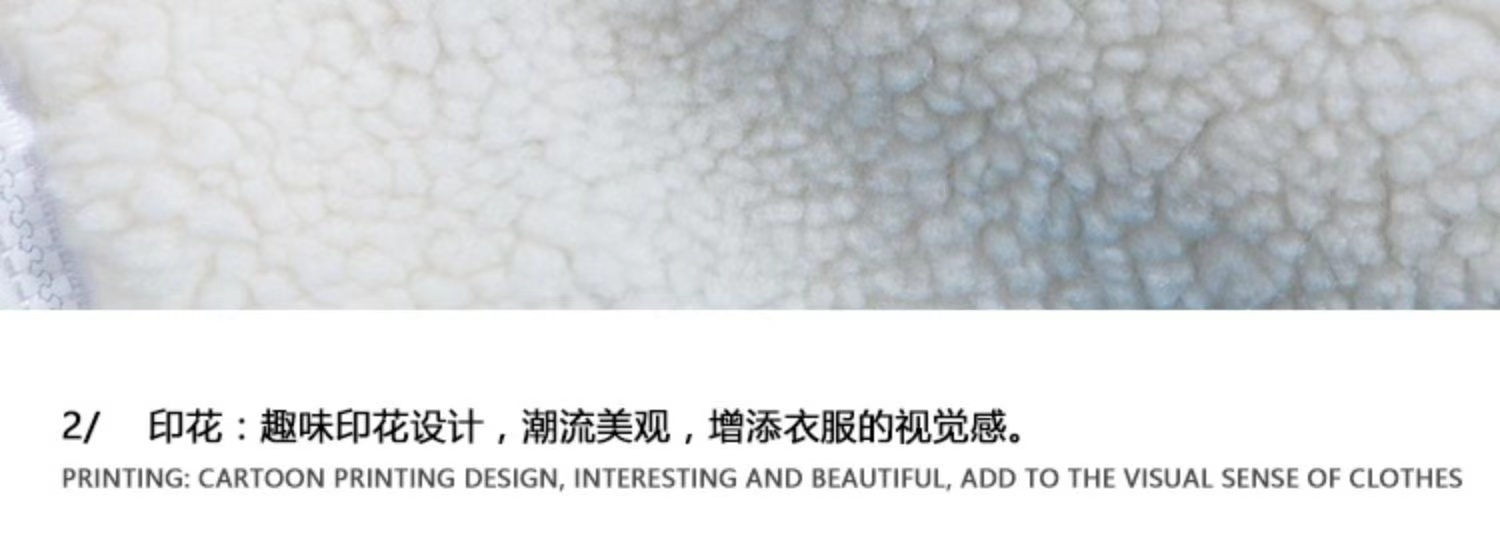 2/ 印花：趣味印花设计，潮流美观，增添衣服的视觉感。
PRINTING: CARTOON PRINTING DESIGN, INTERESTING AND BEAUTIFUL, ADD TO THE VISUAL SENSE OF CLOTHES